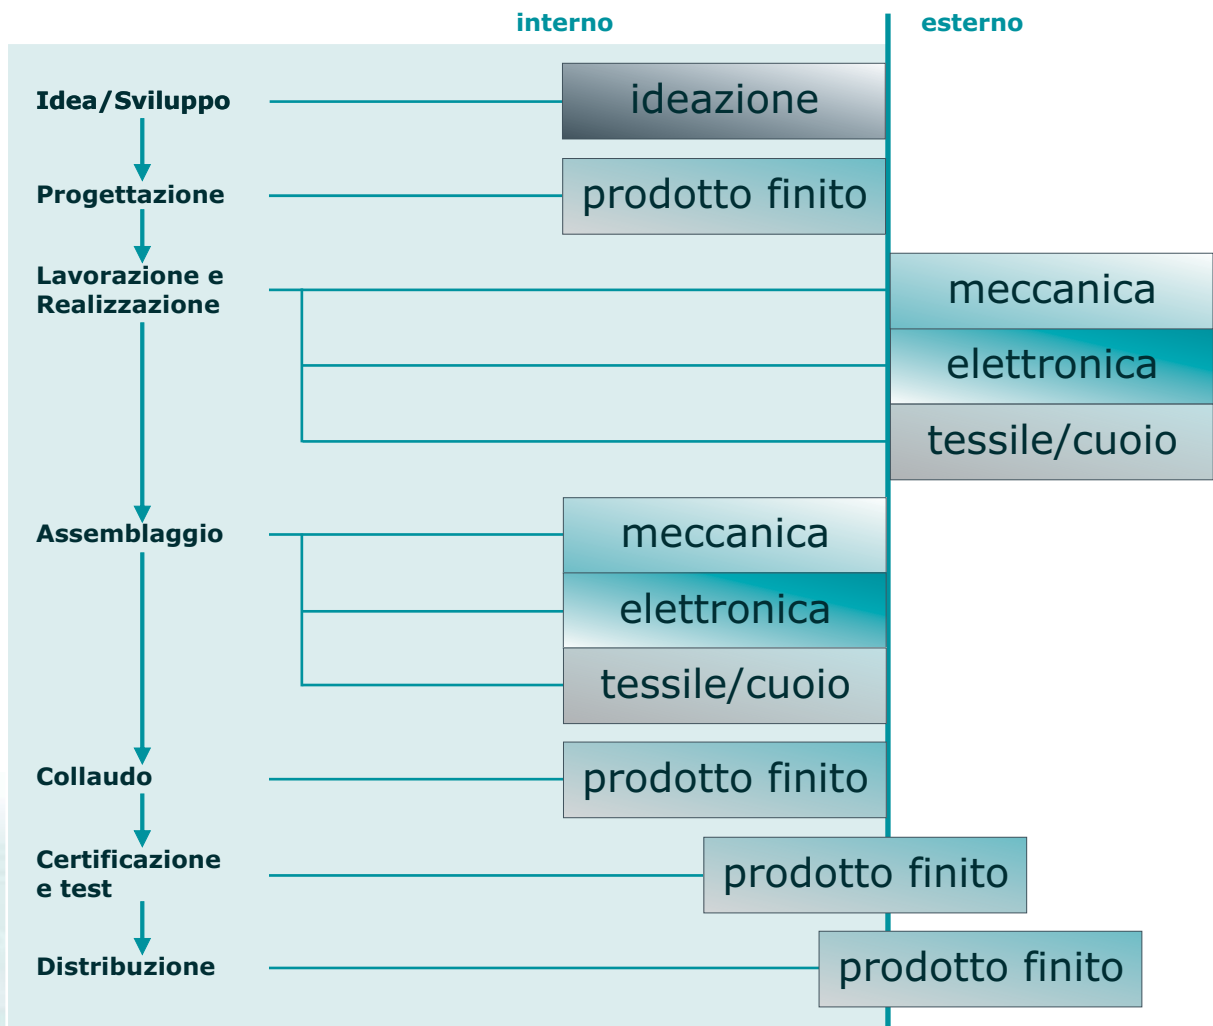 interno
esterno
Idea/Sviluppo
ideazione
Progettazione
prodotto finito
Lavorazione e
Realizzazione
meccanica
elettronica
tessile/cuoio
Assemblaggio
meccanica
elettronica
tessile/cuoio
Collaudo
prodotto finito
Certificazione
e test
prodotto finito
Distribuzione
prodotto finito